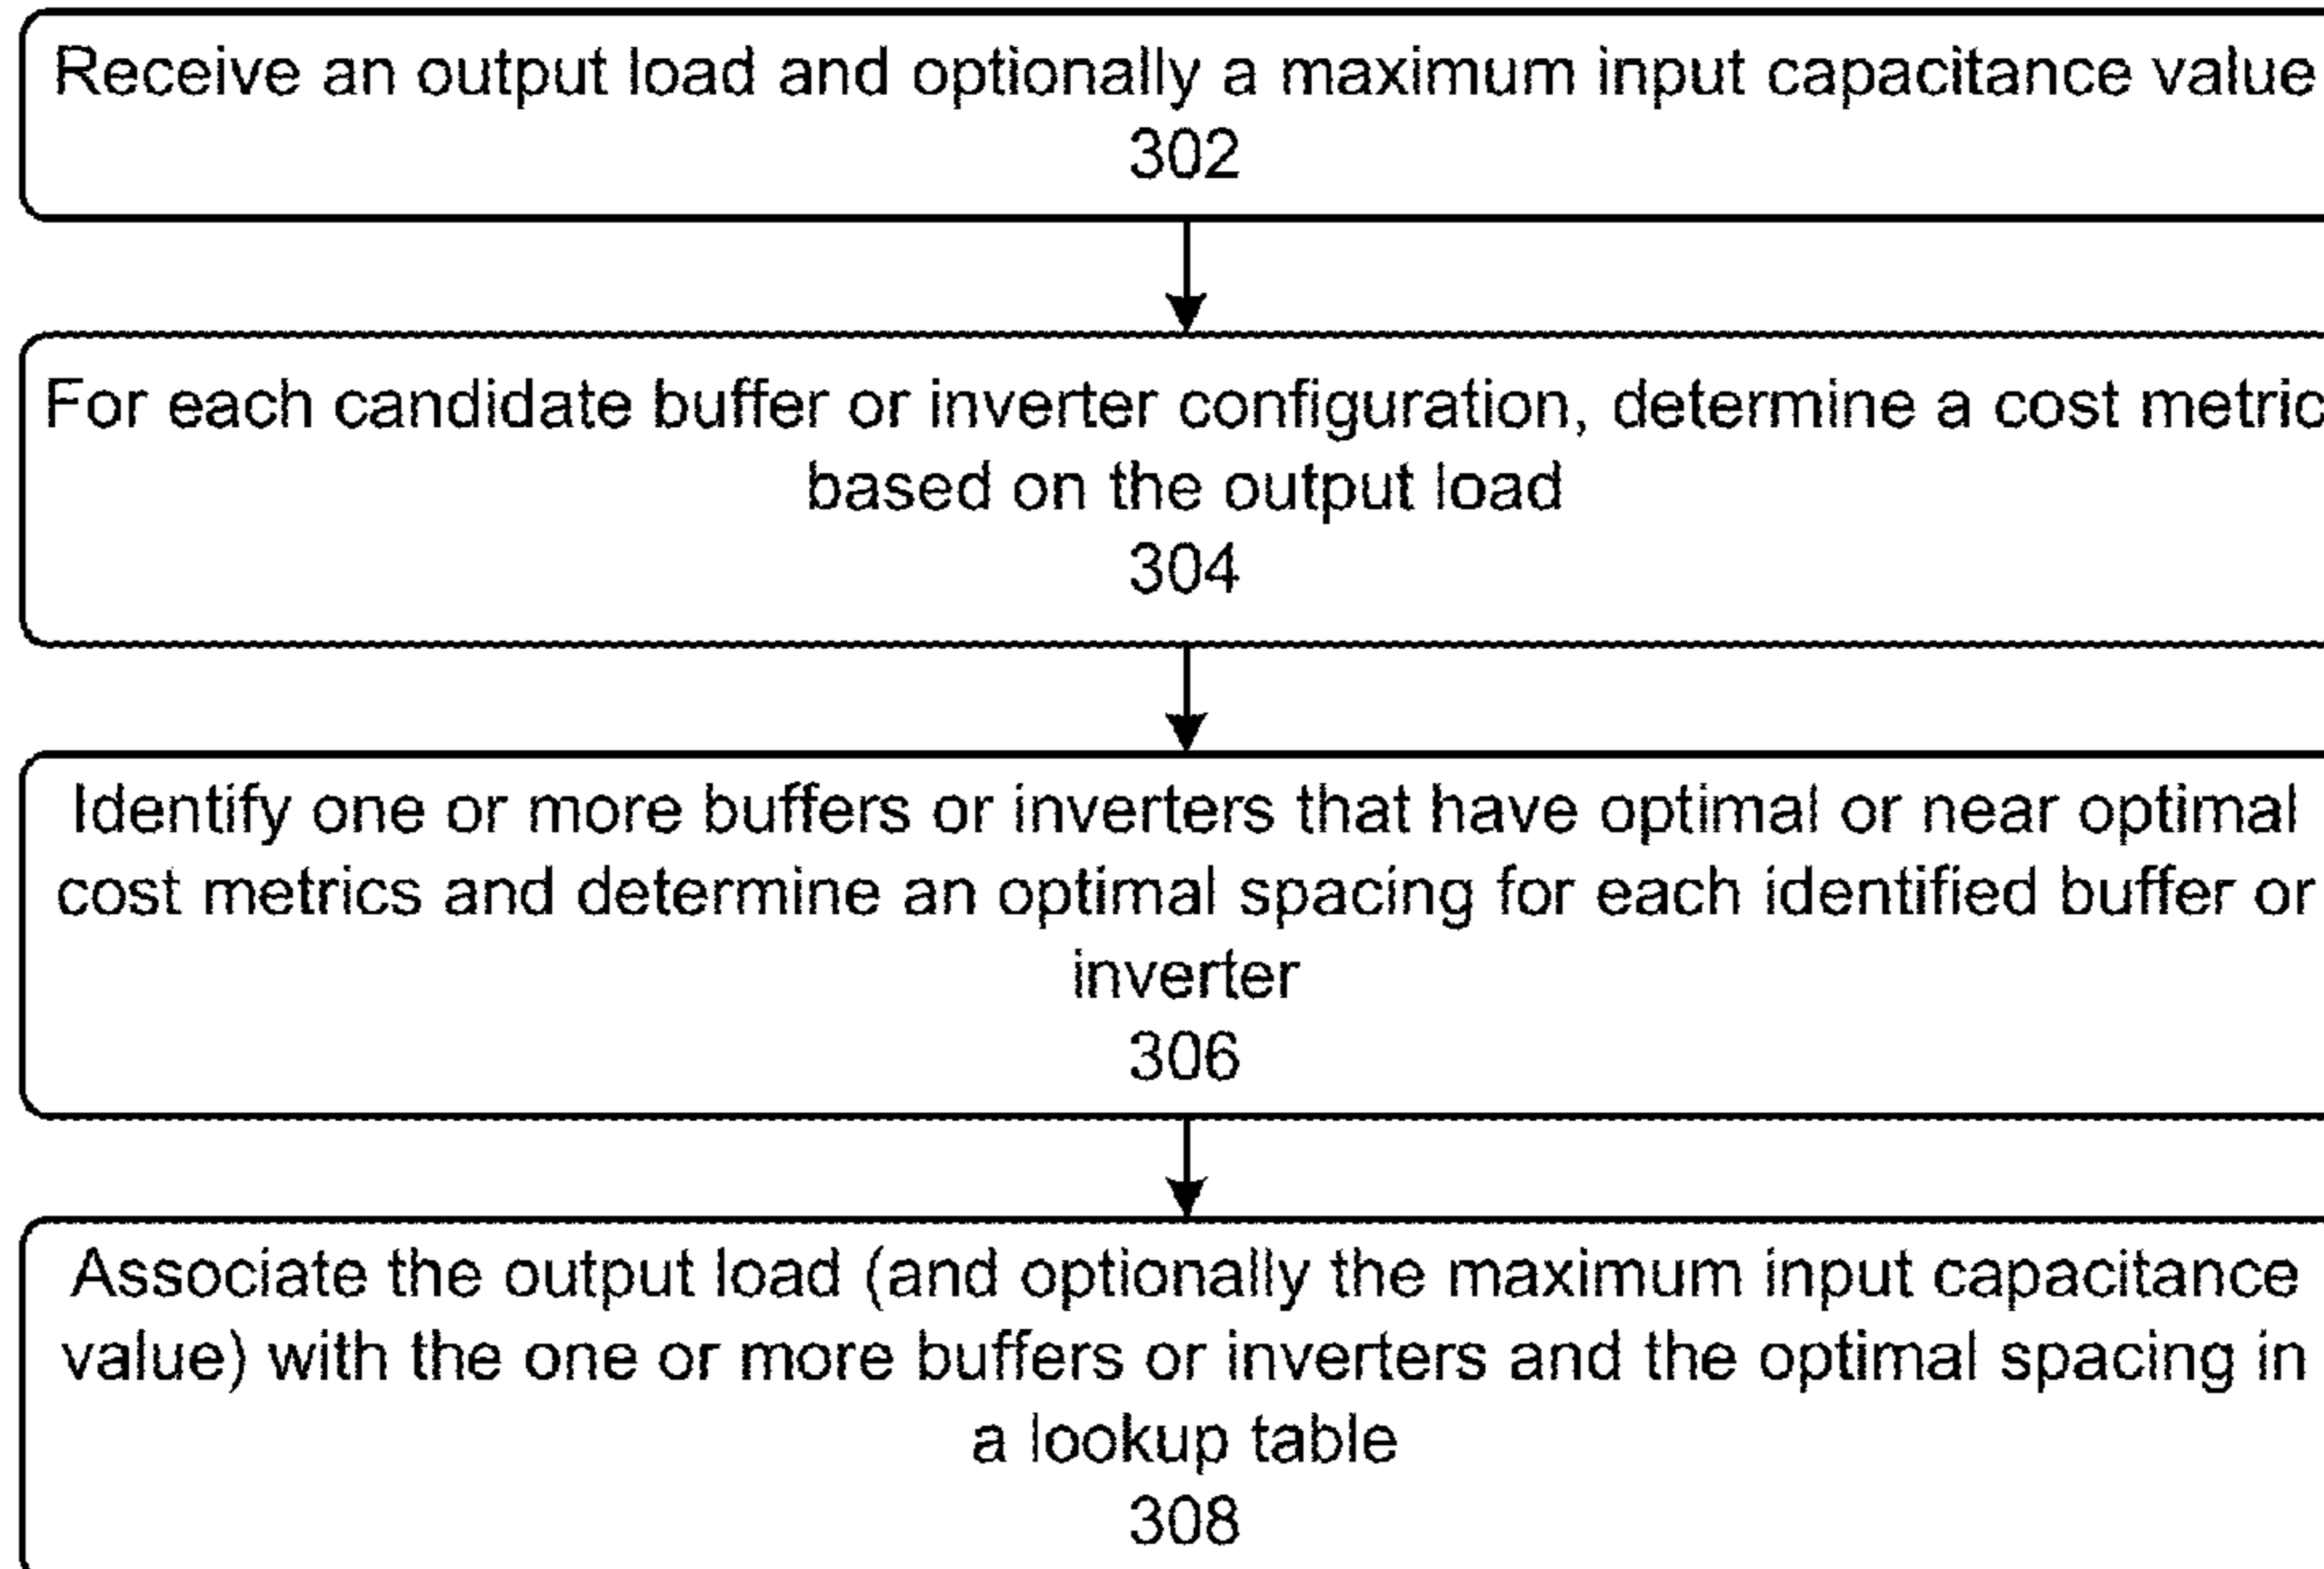 Receive an output load and optionally a maximum input capacitance value
302
For each candidate buffer or inverter configuration, determine a cost metric
based on the output load
304
Identify one or more buffers or inverters that have optimal or near optimal
cost metrics and determine an optimal spacing for each identified buffer or
inverter
306
Associate the output load (and optionally the maximum input capacitance
value) with the one or more buffers or inverters and the optimal spacing in
a lookup table
308